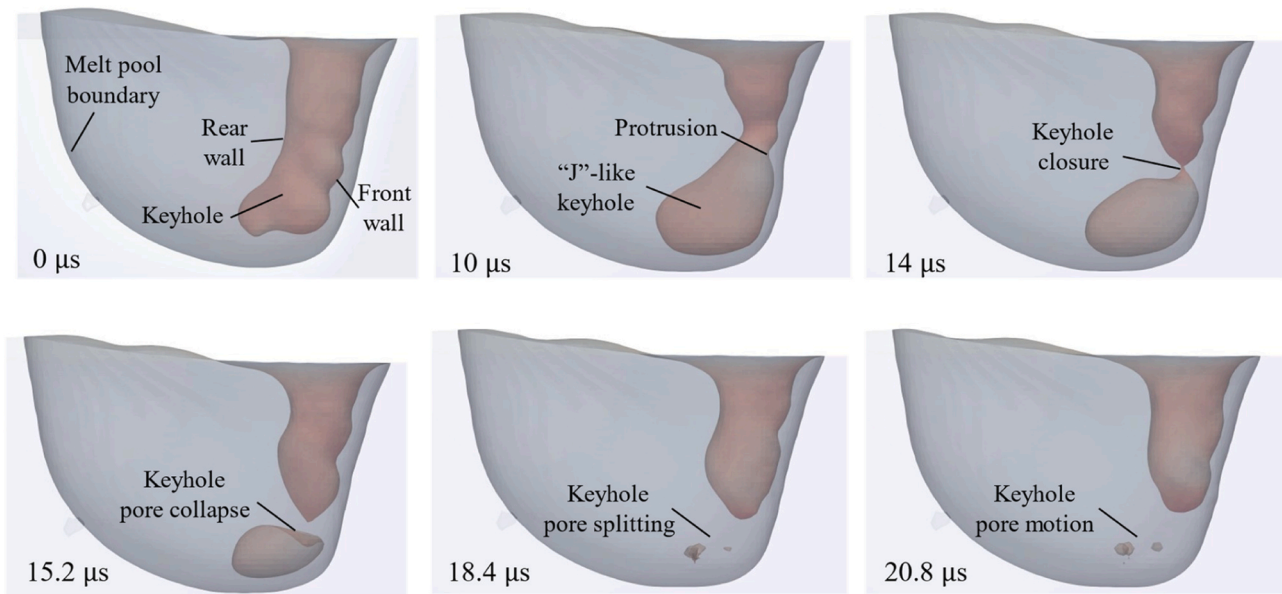 Melt pool
boundary
Rear
wall
Keyhole
Front
wall
0 μs
Protrusion
“J”-like
keyhole
10 μs
Keyhole
closure
14 μs
Keyhole
pore collapse
15.2 μs
Keyhole
pore splitting
18.4 μs
Keyhole
pore motion
20.8 μs